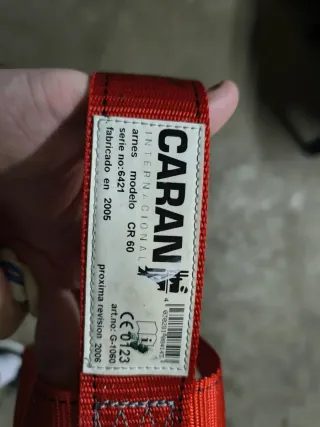 CARAN
INTERNACIONAL
arnes modelo CR 60
serie no:6421
fabricado en 2005
proxima revision 2006
CE 0123
art.no: G-1060